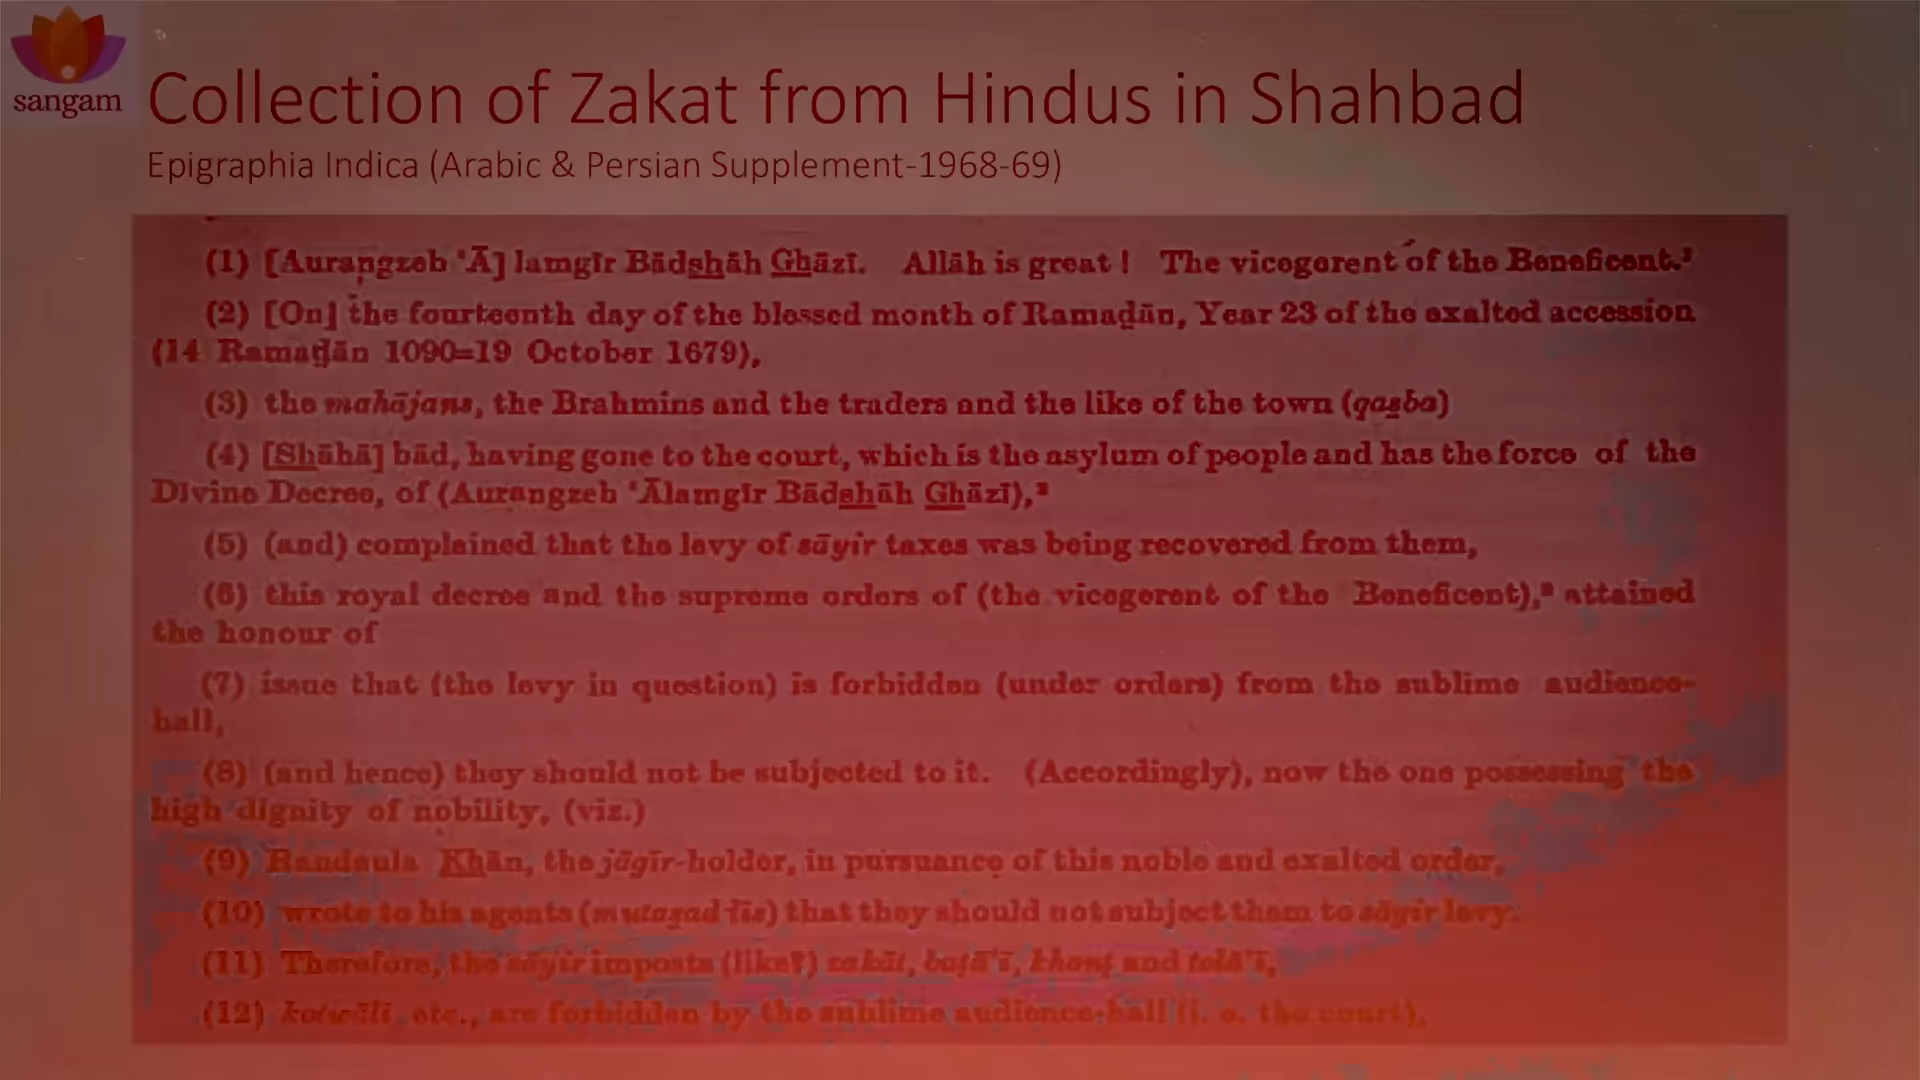 sangam
Collection of Zakat from Hindus in Shahbad
Epigraphia Indica (Arabic & Persian Supplement-1968-69)
(1) [Aurangzeb ‘Ā] lamgīr Bādshāh Ghāzī. Allāh is great ! The vicegerent of the Beneficent.²
(2) [On] the fourteenth day of the blessed month of Ramaḍān, Year 23 of the exalted accession
(14 Ramaḍān 1090=19 October 1679),
(3) the mahājans, the Brahmins and the traders and the like of the town (qaṣba)
(4) [Shāhā] bād, having gone to the court, which is the asylum of people and has the force of the
Divine Decree, of (Aurangzeb ‘Ālamgīr Bādshāh Ghāzī),³
(5) (and) complained that the levy of sāyir taxes was being recovered from them,
(6) this royal decree and the supreme orders of (the vicegerent of the Beneficent),³ attained
the honour of
(7) issue that (the levy in question) is forbidden (under orders) from the sublime audience-
hall,
(8) (and hence) they should not be subjected to it. (Accordingly), now the one possessing the
high dignity of nobility, (viz.)
(9) Randaula Khān, the jāgīr-holder, in pursuance of this noble and exalted order,
(10) wrote to his agents (mutaṣaddīs) that they should not subject them to sāyir levy.
(11) Therefore, the sāyir imposts (like?) zakāt, baṭā’ī, khonṭ and tolā’ī,
(12) kotwālī, etc., are forbidden by the sublime audience-hall (i. e. the court),